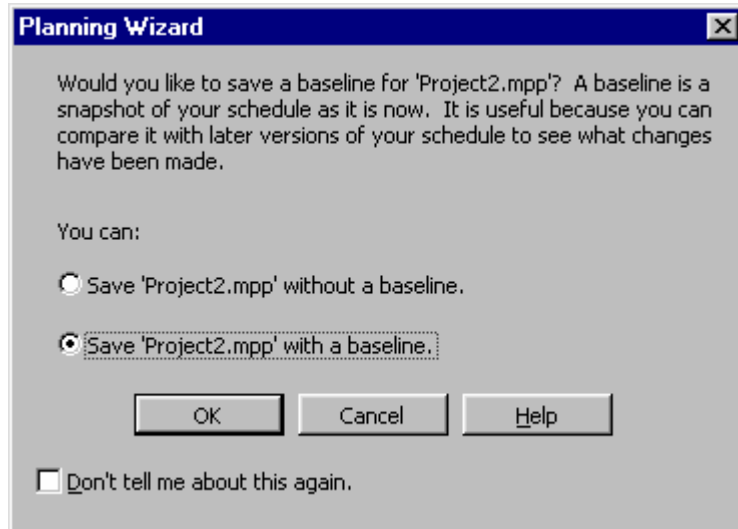 Planning Wizard
Would you like to save a baseline for 'Project2.mpp'? A baseline is a
snapshot of your schedule as it is now. It is useful because you can
compare it with later versions of your schedule to see what changes
have been made.
You can:
Save 'Project2.mpp' without a baseline.
Save 'Project2.mpp' with a baseline.
OK Cancel Help
Don't tell me about this again.